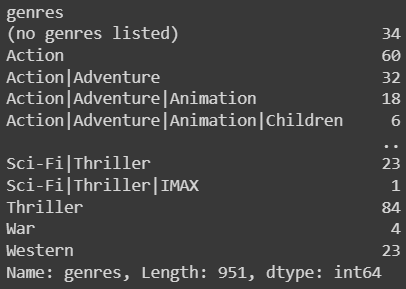 genres
(no genres listed) 34
Action 60
Action|Adventure 32
Action|Adventure|Animation 18
Action|Adventure|Animation|Children 6
..
Sci-Fi|Thriller 23
Sci-Fi|Thriller|IMAX 1
Thriller 84
War 4
Western 23
Name: genres, Length: 951, dtype: int64